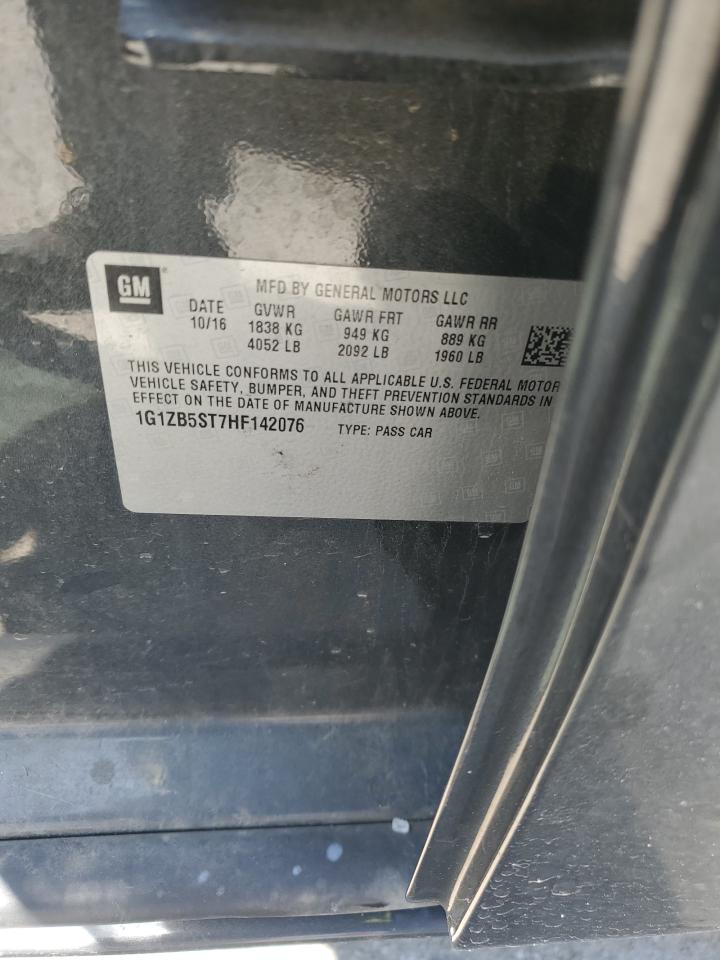 GM
MFD BY GENERAL MOTORS LLC
DATE GVWR GAWR FRT GAWR RR
10/16 1838 KG 949 KG 889 KG
4052 LB 2092 LB 1960 LB
THIS VEHICLE CONFORMS TO ALL APPLICABLE U.S. FEDERAL MOTOR
VEHICLE SAFETY, BUMPER, AND THEFT PREVENTION STANDARDS IN
EFFECT ON THE DATE OF MANUFACTURE SHOWN ABOVE.
1G1ZB5ST7HF142076 TYPE: PASS CAR